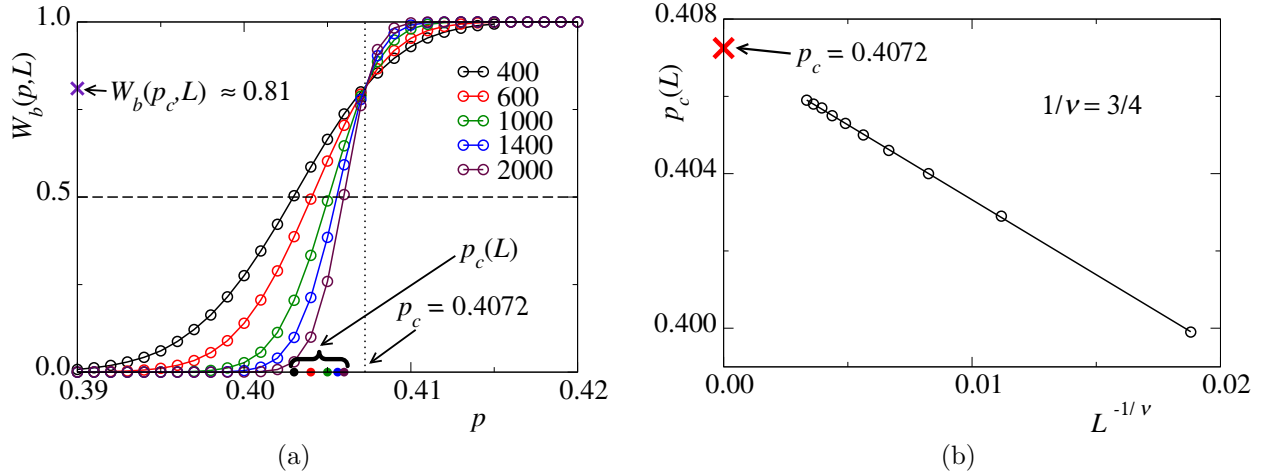 1.0
0.5
0.0
W_b(p,L)
W_b(p_c,L) ≈ 0.81
400
600
1000
1400
2000
p_c(L)
p_c = 0.4072
0.39
0.40
0.41
0.42
p
(a)
0.408
0.404
0.400
p_c(L)
p_c = 0.4072
1/ν = 3/4
0.00
0.01
0.02
L^{-1/ν}
(b)